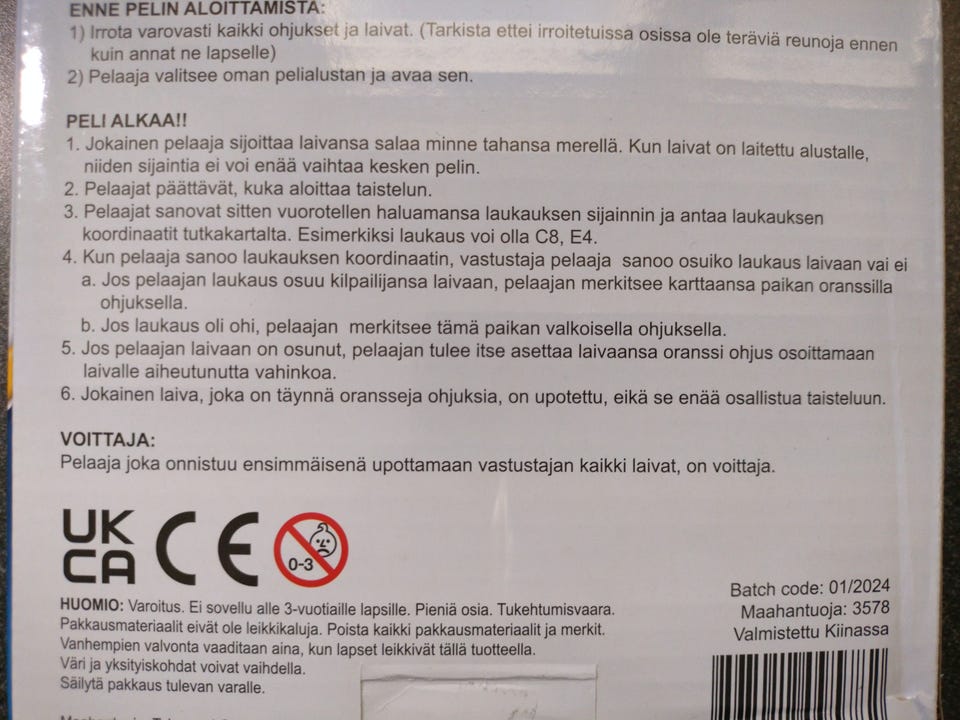 ENNE PELIN ALOITTAMISTA:
1) Irrota varovasti kaikki ohjukset ja laivat. (Tarkista ettei irroitetuissa osissa ole teräviä reunoja ennen
kuin annat ne lapselle)
2) Pelaaja valitsee oman pelialustan ja avaa sen.
PELI ALKAA!!
1. Jokainen pelaaja sijoittaa laivansa salaa minne tahansa merellä. Kun laivat on laitettu alustalle,
niiden sijaintia ei voi enää vaihtaa kesken pelin.
2. Pelaajat päättävät, kuka aloittaa taistelun.
3. Pelaajat sanovat sitten vuorotellen haluamansa laukauksen sijainnin ja antaa laukauksen
koordinaatit tutkakartalta. Esimerkiksi laukaus voi olla C8, E4.
4. Kun pelaaja sanoo laukauksen koordinaatin, vastustaja pelaaja sanoo osuiko laukaus laivaan vai ei
a. Jos pelaajan laukaus osuu kilpailijansa laivaan, pelaajan merkitsee karttaansa paikan oranssilla
ohjuksella.
b. Jos laukaus oli ohi, pelaajan merkitsee tämä paikan valkoisella ohjuksella.
5. Jos pelaajan laivaan on osunut, pelaajan tulee itse asettaa laivaansa oranssi ohjus osoittamaan
laivalle aiheutunutta vahinkoa.
6. Jokainen laiva, joka on täynnä oransseja ohjuksia, on upotettu, eikä se enää osallistua taisteluun.
VOITTAJA:
Pelaaja joka onnistuu ensimmäisenä upottamaan vastustajan kaikki laivat, on voittaja.
UK
CA
CE
0-3
HUOMIO: Varoitus. Ei sovellu alle 3-vuotiaille lapsille. Pieniä osia. Tukehtumisvaara.
Pakkausmateriaalit eivät ole leikkikaluja. Poista kaikki pakkausmateriaalit ja merkit.
Vanhempien valvonta vaaditaan aina, kun lapset leikkivät tällä tuotteella.
Väri ja yksityiskohdat voivat vaihdella.
Säilytä pakkaus tulevan varalle.
Batch code: 01/2024
Maahantuoja: 3578
Valmistettu Kiinassa